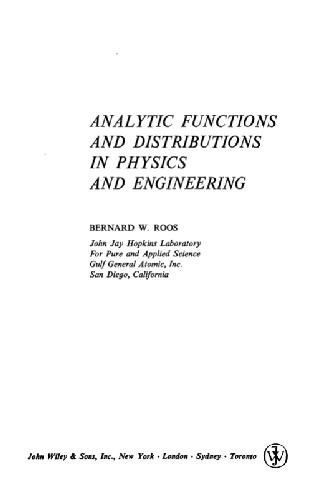 ANALYTIC FUNCTIONS
AND DISTRIBUTIONS
IN PHYSICS
AND ENGINEERING
BERNARD W. ROOS
John Jay Hopkins Laboratory
For Pure and Applied Science
Gulf General Atomic, Inc.
San Diego, California
John Wiley & Sons, Inc., New York · London · Sydney · Toronto